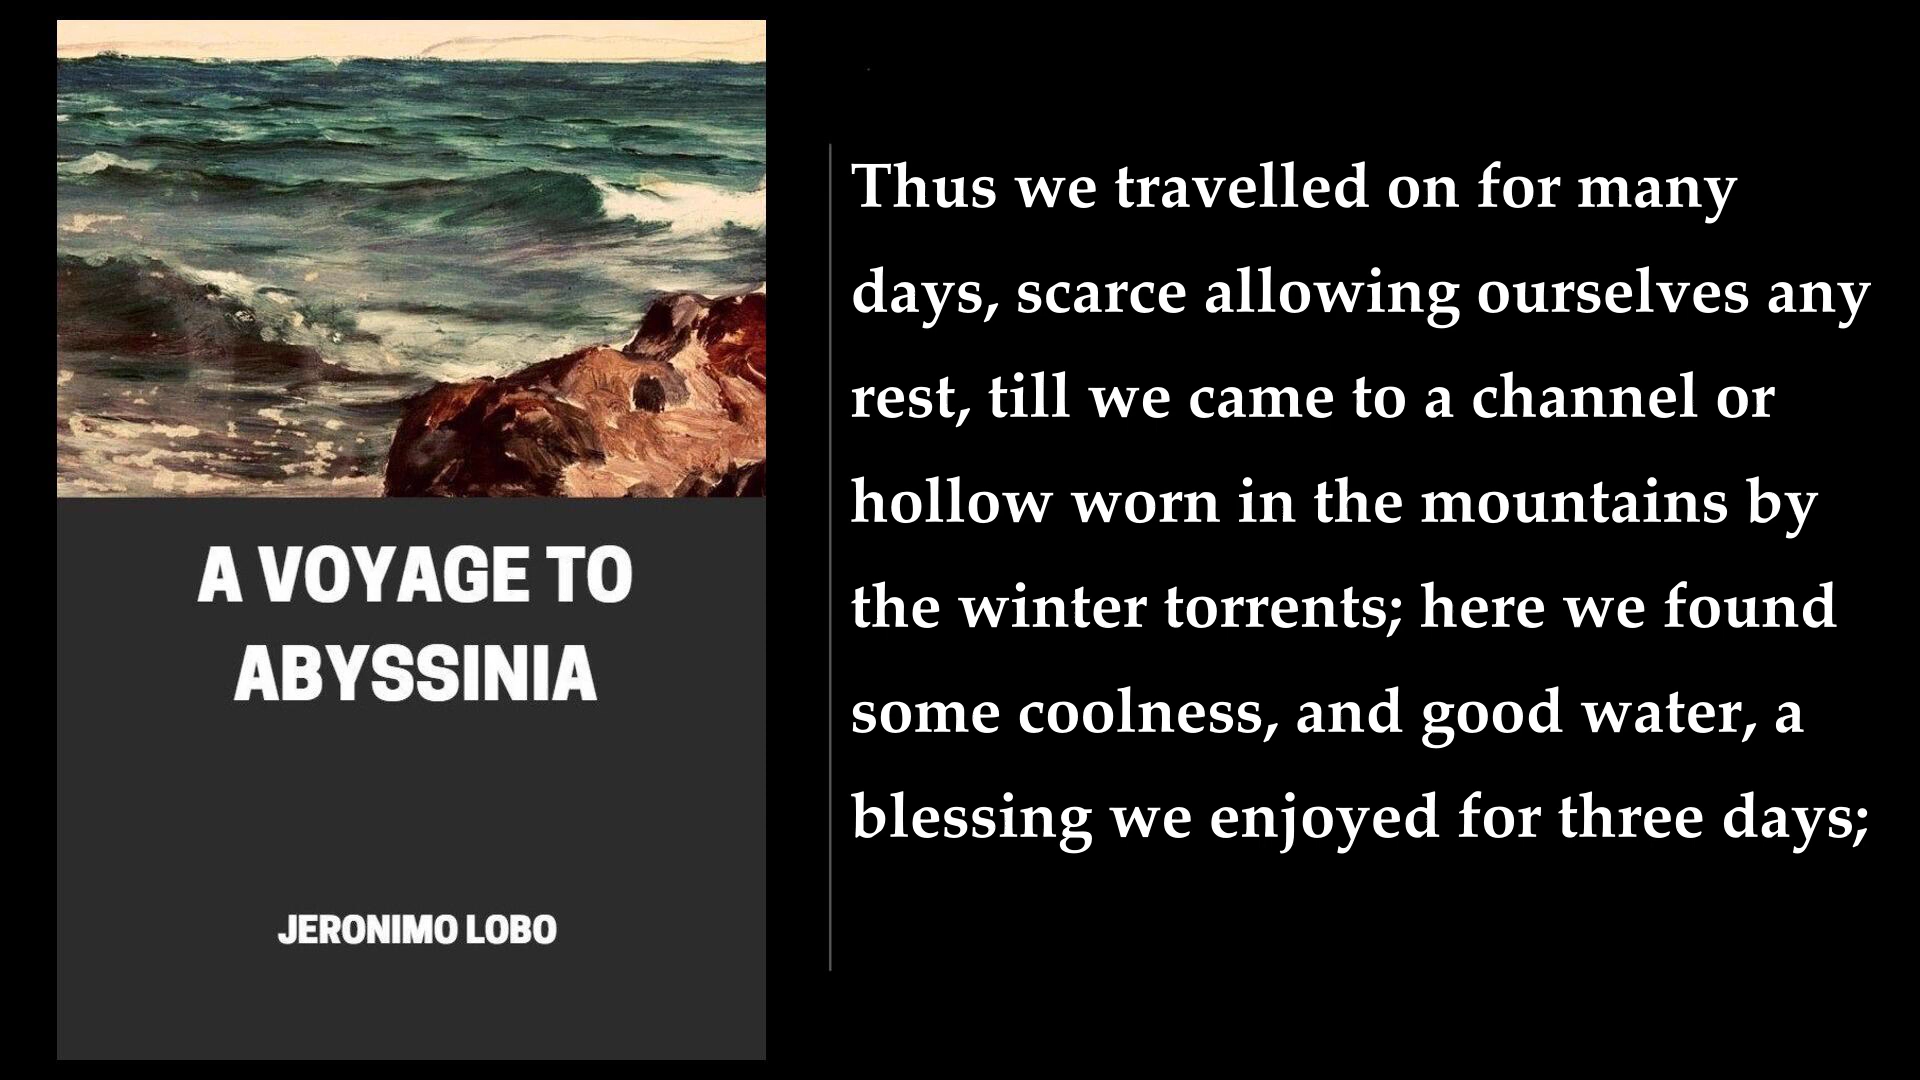 A VOYAGE TO
ABYSSINIA
JERONIMO LOBO
Thus we travelled on for many
days, scarce allowing ourselves any
rest, till we came to a channel or
hollow worn in the mountains by
the winter torrents; here we found
some coolness, and good water, a
blessing we enjoyed for three days;